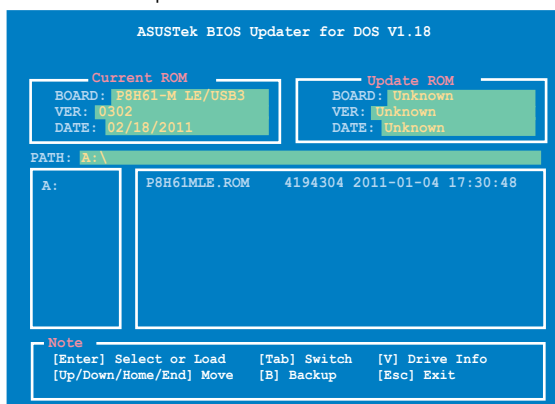 ASUSTek BIOS Updater for DOS V1.18
Current ROM
BOARD: P8H61-M LE/USB3
VER: 0302
DATE: 02/18/2011
Update ROM
BOARD: Unknown
VER: Unknown
DATE: Unknown
PATH: A:\
A:
P8H61MLE.ROM 4194304 2011-01-04 17:30:48
Note
[Enter] Select or Load [Tab] Switch [V] Drive Info
[Up/Down/Home/End] Move [B] Backup [Esc] Exit